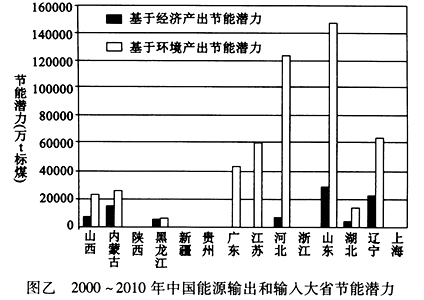 160000
140000
120000
100000
80000
60000
40000
20000
0
节能潜力(万t标煤)
基于经济产出节能潜力
基于环境产出节能潜力
山西
内蒙古
陕西
黑龙江
新疆
贵州
广东
江苏
河北
浙江
山东
湖北
辽宁
上海
图乙 2000~2010 年中国能源输出和输入大省节能潜力